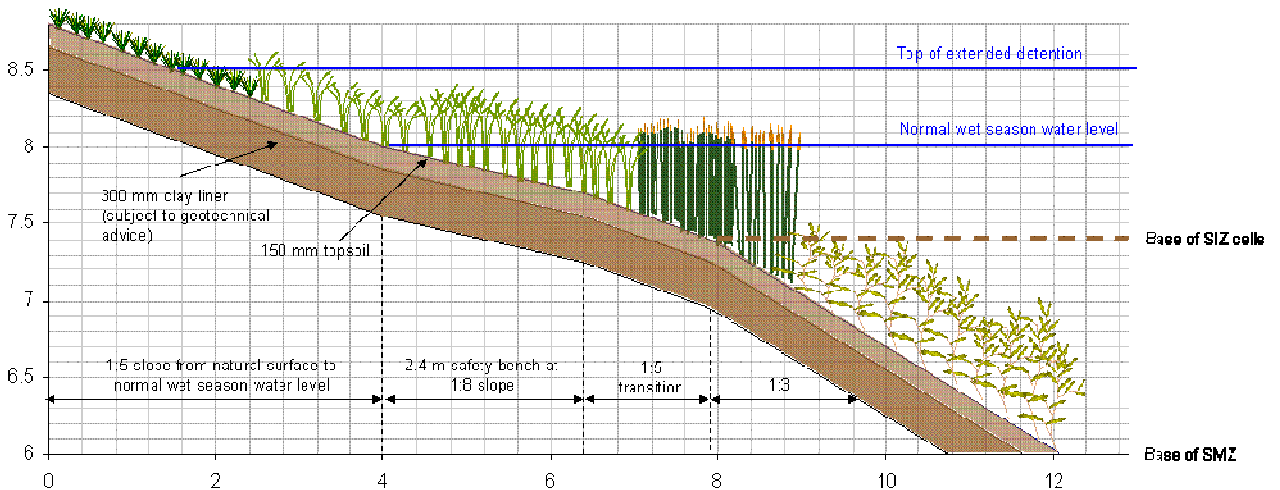 Top of extended detention
8.5
Normal wet season water level
8
300 mm clay liner
(subject to geotechnical
advice)
7.5
150 mm topsoil
Base of SIZ cells
7
1:5 slope from natural surface to
normal wet season water level
2.4 m safety bench at
1:8 slope
1:5
transition
1:3
6.5
6
Base of SMZ
0
2
4
6
8
10
12